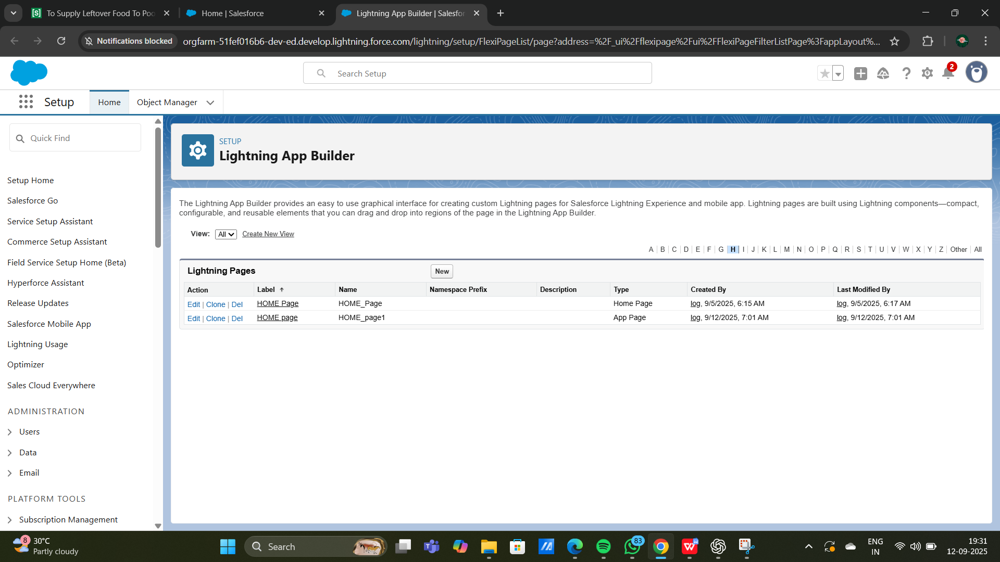 [S] To Supply Leftover Food To Poo
Home | Salesforce
Lightning App Builder | Salesfor
Notifications blocked
orgfarm-51fef016b6-dev-ed.develop.lightning.force.com/lightning/setup/FlexiPageList/page?address=%2F_ui%2Fflexipage%2Fui%2FFlexiPageFilterListPage%3FappLayout%...
Search Setup
2
Setup
Home
Object Manager
Quick Find
Setup Home
Salesforce Go
Service Setup Assistant
Commerce Setup Assistant
Field Service Setup Home (Beta)
Hyperforce Assistant
Release Updates
Salesforce Mobile App
Lightning Usage
Optimizer
Sales Cloud Everywhere
ADMINISTRATION
Users
Data
Email
PLATFORM TOOLS
Subscription Management
SETUP
Lightning App Builder
The Lightning App Builder provides an easy to use graphical interface for creating custom Lightning pages for Salesforce Lightning Experience and mobile app. Lightning pages are built using Lightning components—compact,
configurable, and reusable elements that you can drag and drop into regions of the page in the Lightning App Builder.
View: All Create New View
A | B | C | D | E | F | G | H | I | J | K | L | M | N | O | P | Q | R | S | T | U | V | W | X | Y | Z | Other | All
Lightning Pages New
Action Label Name Namespace Prefix Description Type Created By Last Modified By
Edit | Clone | Del HOME Page HOME_Page Home Page log, 9/5/2025, 6:15 AM log, 9/5/2025, 6:17 AM
Edit | Clone | Del HOME page HOME_page1 App Page log, 9/12/2025, 7:01 AM log, 9/12/2025, 7:01 AM
8
30°C
Partly cloudy
Search
83
ENG
IN
19:31
12-09-2025